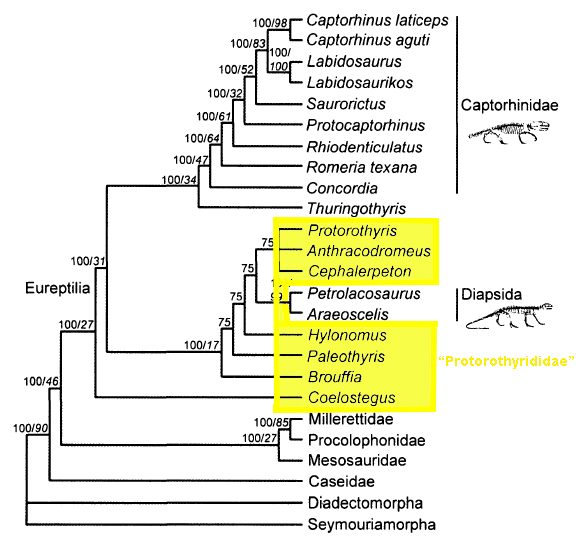 Captorhinus laticeps
100/98
Captorhinus aguti
100/83
100/
100
Labidosaurus
100/52
Labidosaurikos
Saurorictus
Captorhinidae
100/32
Protocaptorhinus
100/61
Rhiodenticulatus
100/64
Romeria texana
100/47
Concordia
100/34
Thuringothyris
Protorothyris
75
Anthracodromeus
Cephalerpeton
100/31
Eureptilia
Petrolacosaurus
Diapsida
75
Araeoscelis
75
Hylonomus
100/27
100/17
Paleothyris
"Protorothyrididae"
Brouffia
Coelostegus
100/46
100/85
Millerettidae
100/27
Procolophonidae
100/90
Mesosauridae
Caseidae
Diadectomorpha
Seymouriamorpha